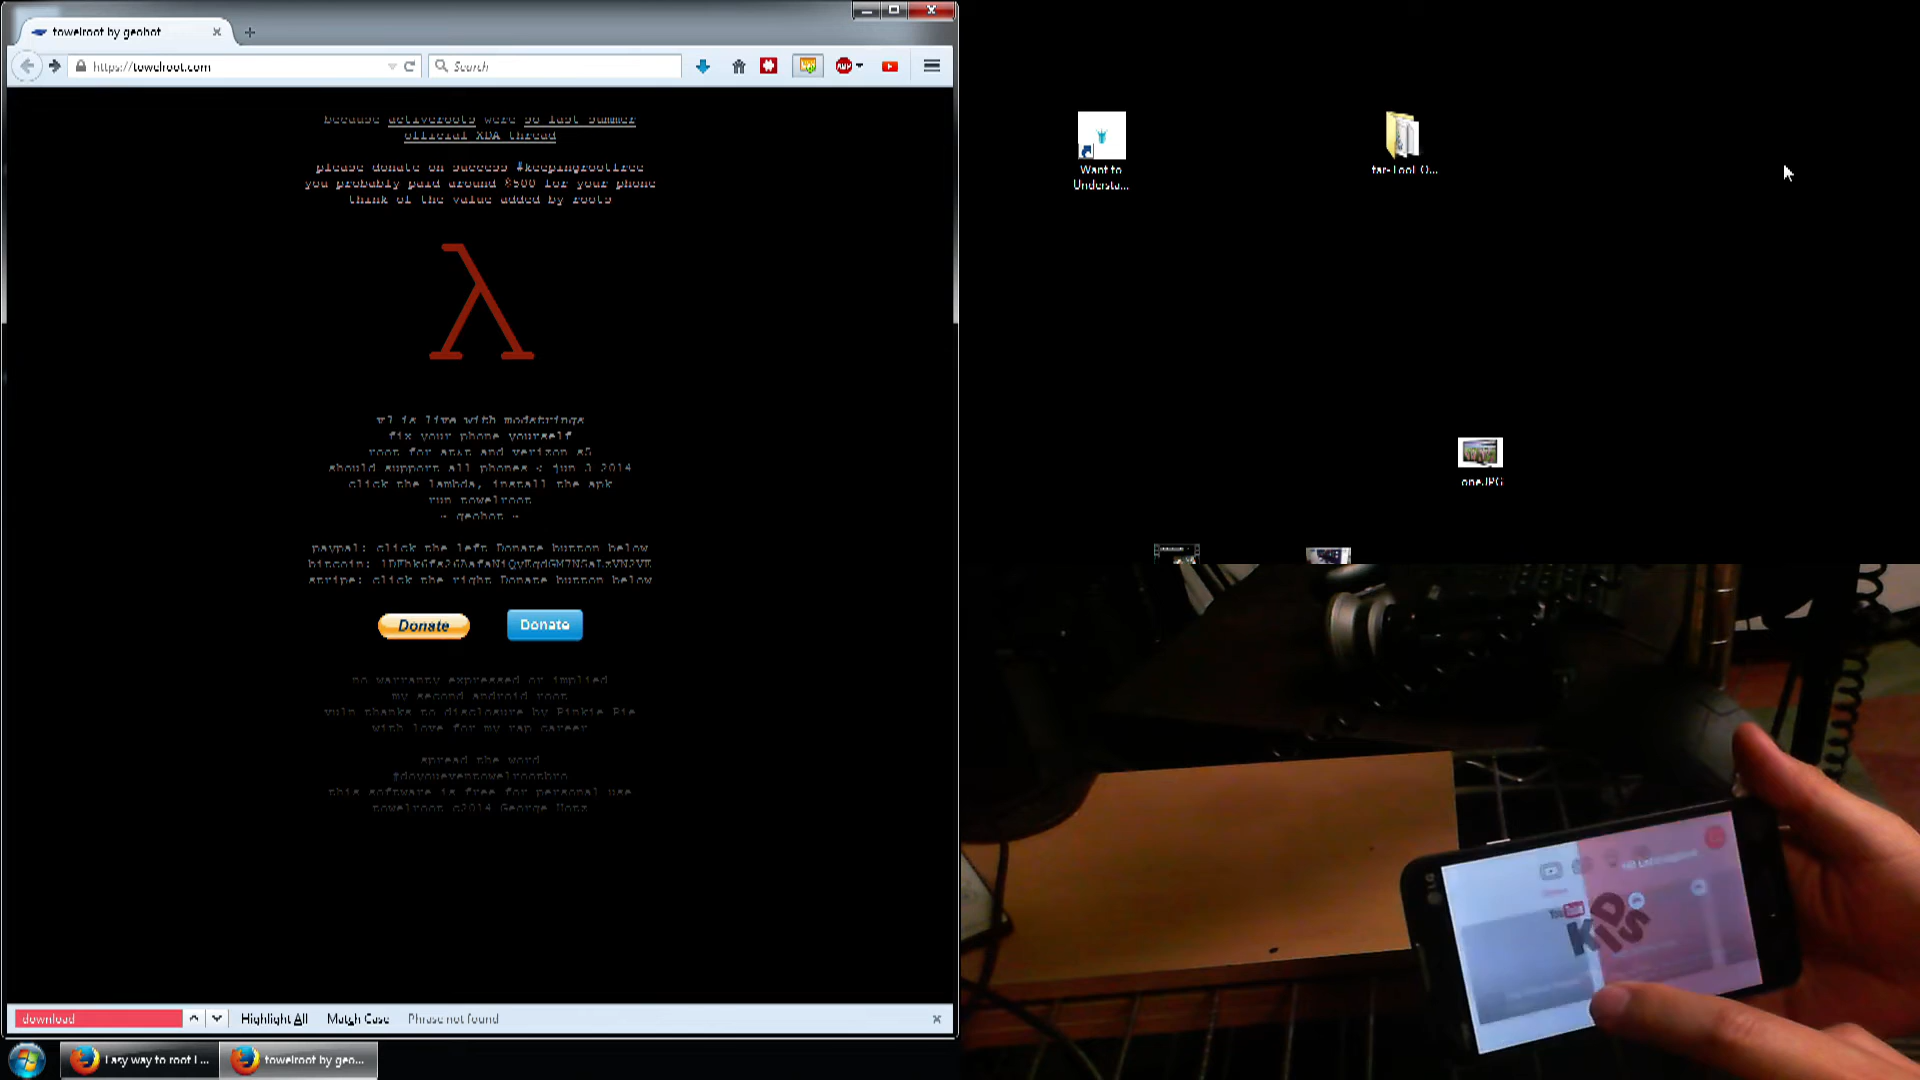 towelroot by geohot
https://towelroot.com
Search
because activeroots were so last summer
official XDA thread
please donate on success #keepingrootfree
you probably paid around $500 for your phone
think of the value added by roots
v1 is live with modstrings
fix your phone yourself
root for at&t and verizon s5
should support all phones < jun 3 2014
click the lambda, install the apk
run towelroot
~ geohot ~
paypal: click the left Donate button below
bitcoin:
stripe: click the right Donate button below
Donate
Donate
no warranty expressed or implied
my second android root
vuln thanks to disclosure by Pinkie Pie
with love for my rap career
spread the word
#doyoueventowelrootbro
this software is free for personal use
towelroot c2014 George Hotz
download
Highlight All
Match Case
Phrase not found
Easy way to root L...
towelroot by geo...
Want to
Understa...
one.JPG
LG
You
KIDS